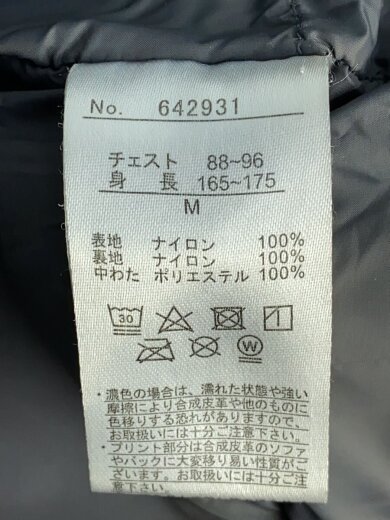 No. 642931
チェスト 88~96
身 長 165~175
M
表地 ナイロン 100%
裏地 ナイロン 100%
中わた ポリエステル 100%
30
W
・濃色の場合は、濡れた状態や強い
摩擦により合成皮革や他のものに
色移りする恐れがありますので、
お取扱いには十分ご注意下さい。
・プリント部分は合成皮革のソファ
やバックに大変移り易い性質がご
ざいます。お取扱いには十分ご注
意下さい。